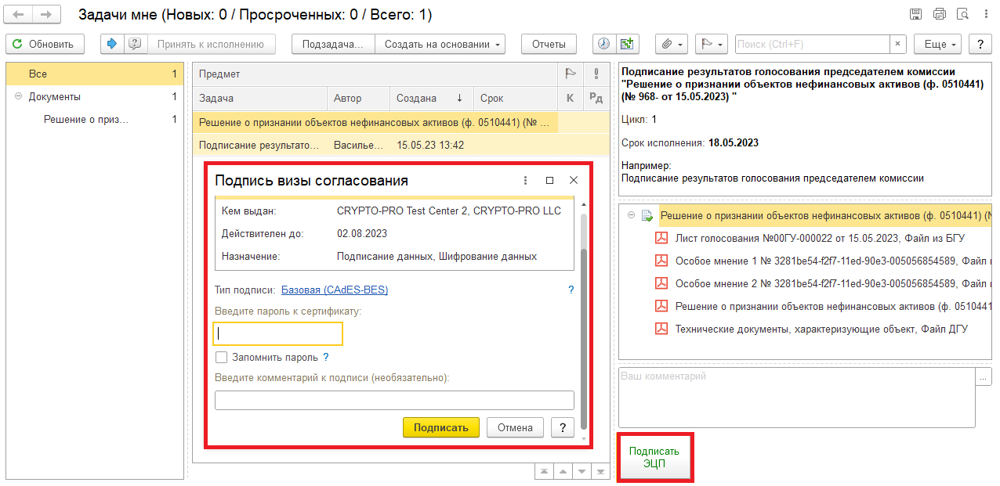 Задачи мне (Новых: 0 / Просроченных: 0 / Всего: 1)
Обновить
Принять к исполнению
Подзадача...
Создать на основании
Отчеты
Поиск (Ctrl+F)
×
Еще
?
Все 1
Документы 1
Решение о приз... 1
Предмет
Задача Автор Создана ↓ Срок К Рд
Решение о признании объектов нефинансовых активов (ф. 0510441) (№ ...
Подписание результато... Василье... 15.05.23 13:42
Подпись визы согласования
Кем выдан: CRYPTO-PRO Test Center 2, CRYPTO-PRO LLC
Действителен до: 02.08.2023
Назначение: Подписание данных, Шифрование данных
Тип подписи: Базовая (CAdES-BES) ?
Введите пароль к сертификату:
Запомнить пароль ?
Введите комментарий к подписи (необязательно):
Подписать Отмена ?
Подписание результатов голосования председателем комиссии
"Решение о признании объектов нефинансовых активов (ф. 0510441)
(№ 968- от 15.05.2023) "
Цикл: 1
Срок исполнения: 18.05.2023
Например:
Подписание результатов голосования председателем комиссии
Решение о признании объектов нефинансовых активов (ф. 0510441) (
Лист голосования №00ГУ-000022 от 15.05.2023, Файл из БГУ
Особое мнение 1 № 3281be54-f2f7-11ed-90e3-005056854589, Файл
Особое мнение 2 № 3281be54-f2f7-11ed-90e3-005056854589, Файл
Решение о признании объектов нефинансовых активов (ф. 0510441
Технические документы, характеризующие объект, Файл ДГУ
Ваш комментарий
...
Подписать
ЭЦП